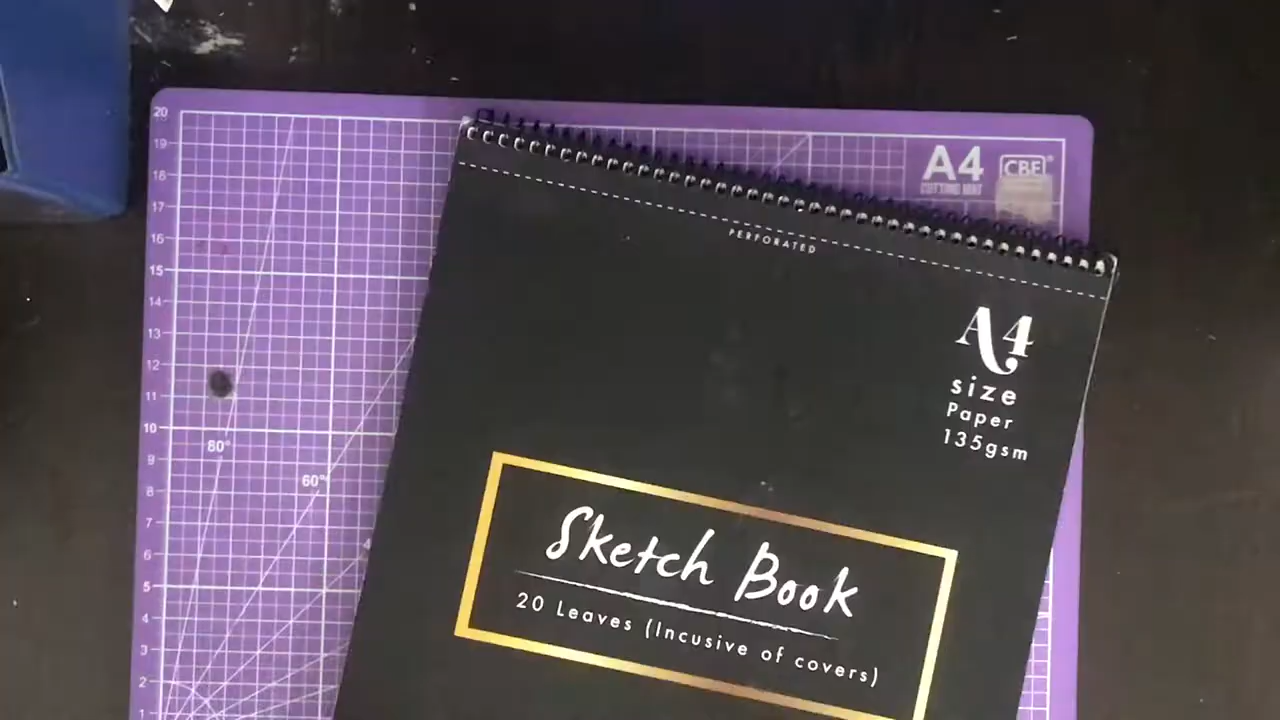 20
19
18
17
16
15
14
13
12
11
10
9
8
7
6
5
4
3
2
1
80°
60°
4
A4
CUTTING MAT
CBE®
PERFORATED
A4
size
Paper
135gsm
Sketch Book
20 Leaves (Incusive of covers)